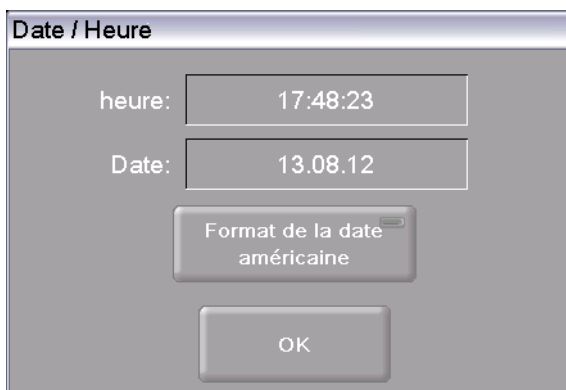 Date / Heure
heure: 17:48:23
Date: 13.08.12
Format de la date
américaine
OK